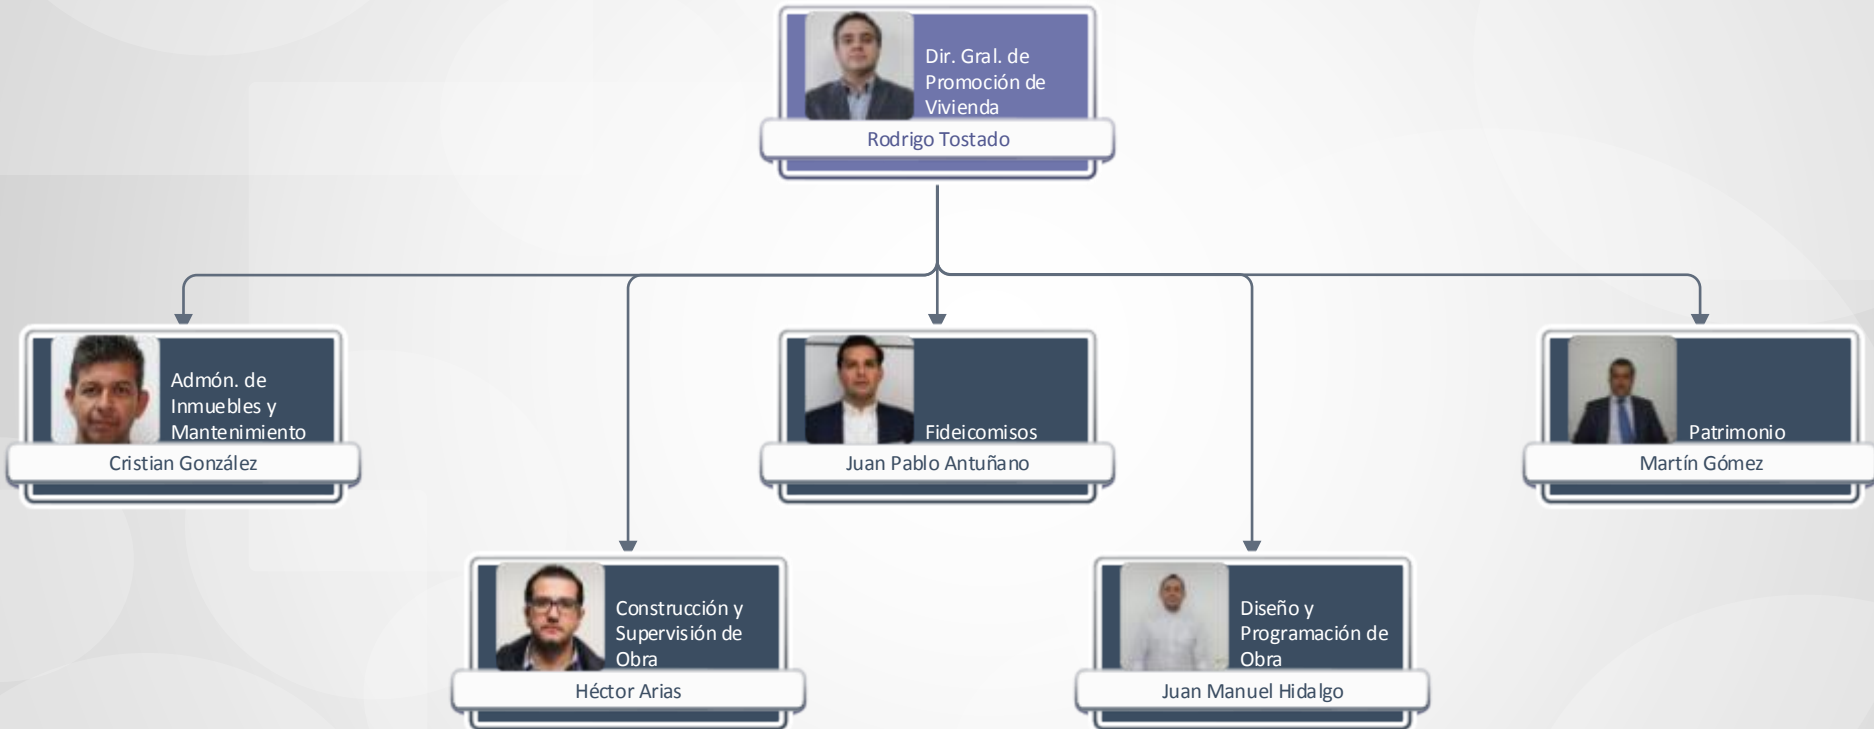 Dir. Gral. de
Promoción de
Vivienda
Rodrigo Tostado
Admón. de
Inmuebles y
Mantenimiento
Cristian González
Fideicomisos
Juan Pablo Antuñano
Patrimonio
Martín Gómez
Construcción y
Supervisión de
Obra
Héctor Arias
Diseño y
Programación de
Obra
Juan Manuel Hidalgo